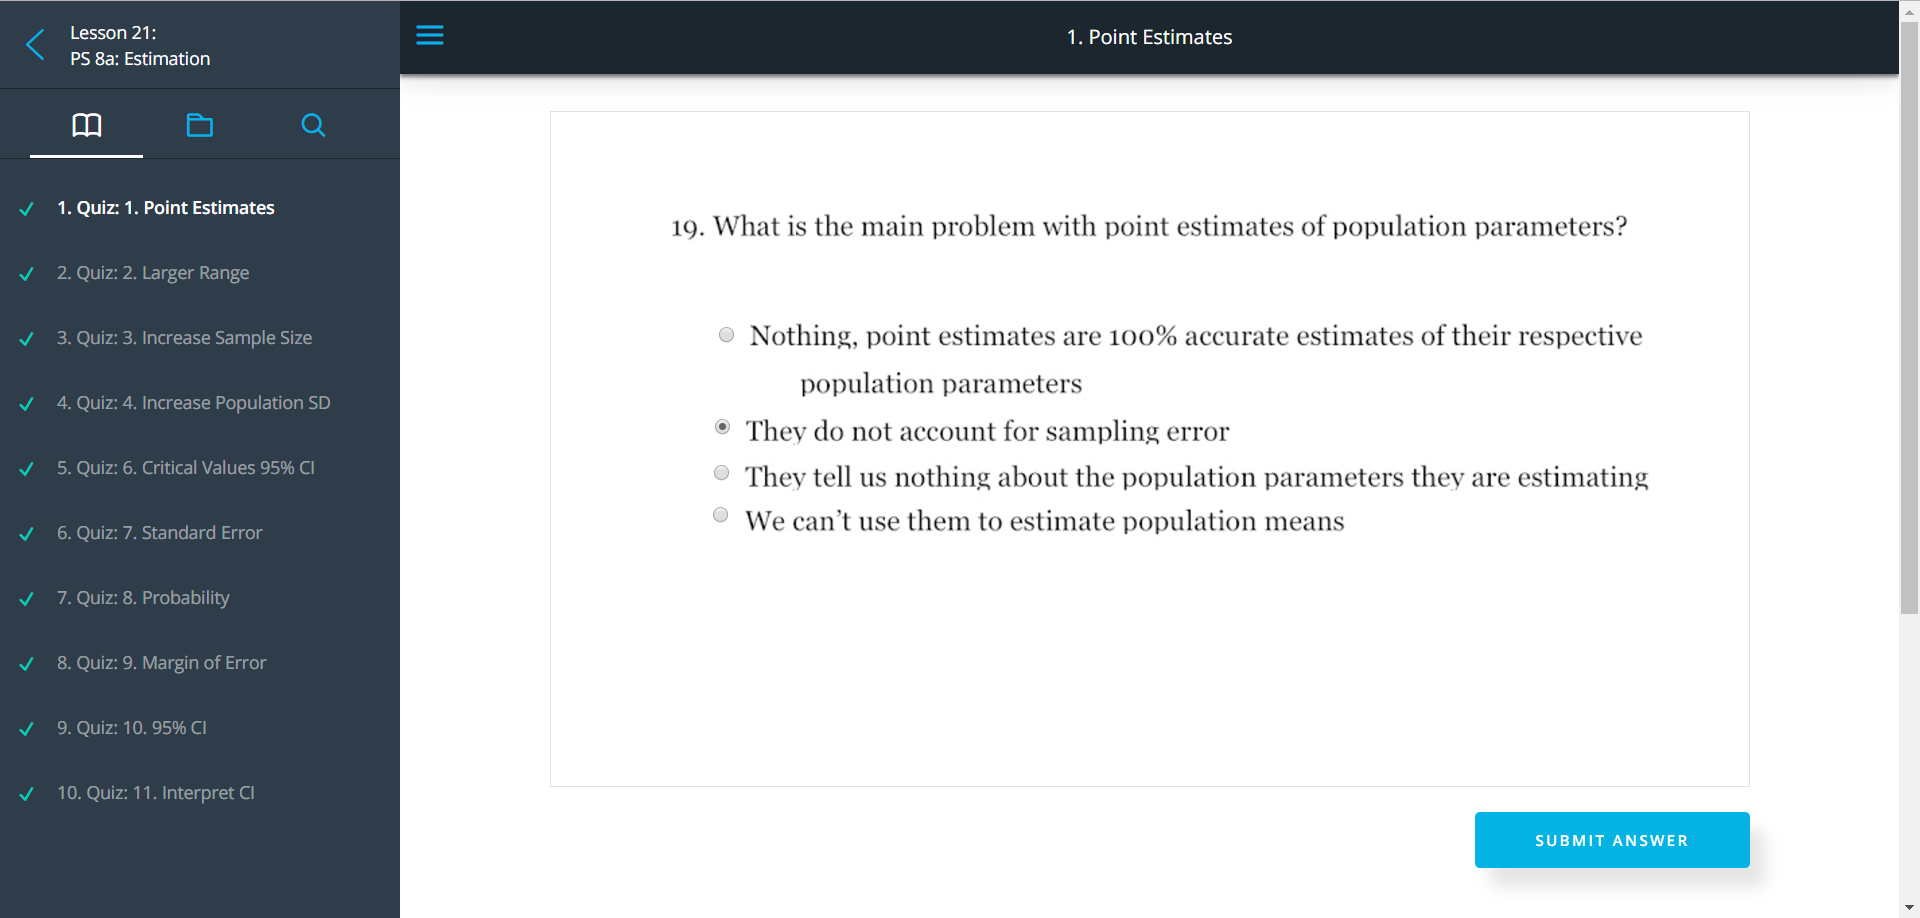 Lesson 21:
PS 8a: Estimation
1. Point Estimates
1. Quiz: 1. Point Estimates
2. Quiz: 2. Larger Range
3. Quiz: 3. Increase Sample Size
4. Quiz: 4. Increase Population SD
5. Quiz: 6. Critical Values 95% CI
6. Quiz: 7. Standard Error
7. Quiz: 8. Probability
8. Quiz: 9. Margin of Error
9. Quiz: 10. 95% CI
10. Quiz: 11. Interpret CI
19. What is the main problem with point estimates of population parameters?
Nothing, point estimates are 100% accurate estimates of their respective
population parameters
They do not account for sampling error
They tell us nothing about the population parameters they are estimating
We can’t use them to estimate population means
SUBMIT ANSWER